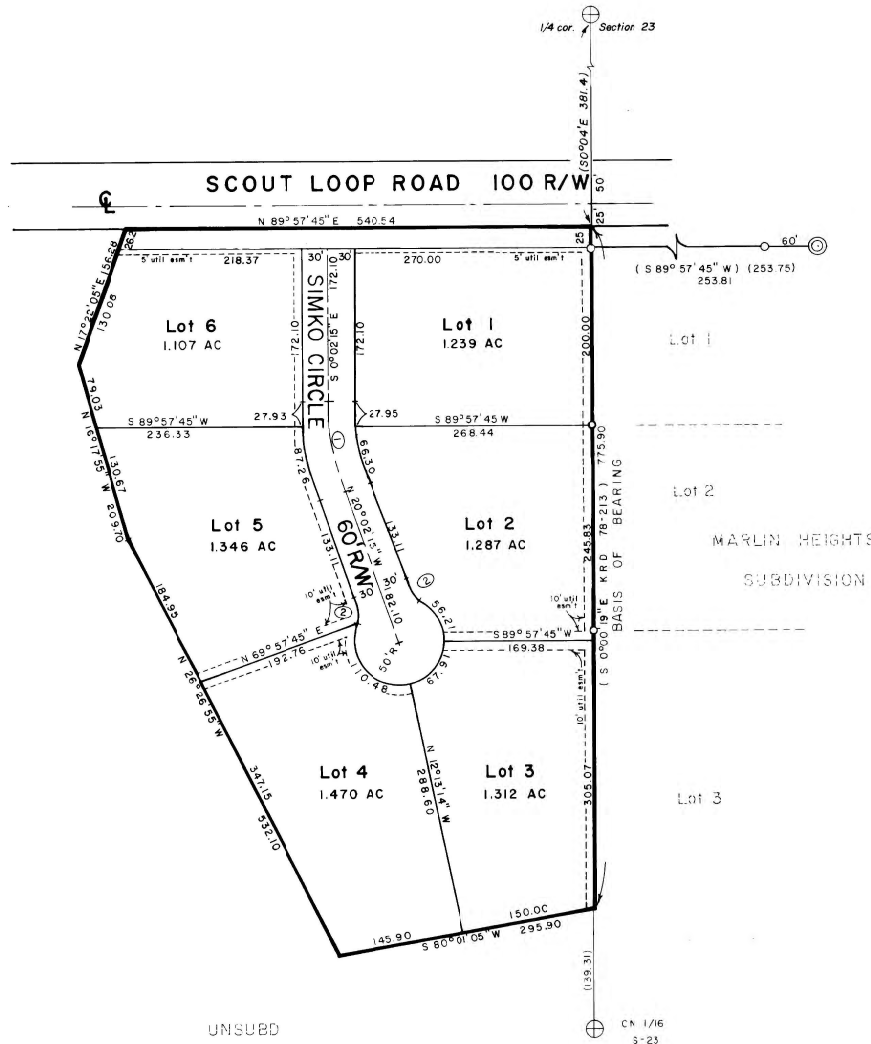 1/4 cor. Section 23
(S0°04'E 381.4)
50'
SCOUT LOOP ROAD 100 R/W
25'
N 89° 57' 45" E 540.54
26.2
25
60'
5' util esm't
218.37
30'
30'
270.00
5' util esm't
(S 89° 57' 45" W) (253.75)
253.81
N 17° 22' 05" E 156.28
130.06
SIMKO CIRCLE
172.10
S 0° 02' 15" E
172.10
172.10
200.00
Lot 6
1.107 AC
Lot 1
1.239 AC
Lot 1
79.03
27.93
27.95
S 89° 57' 45" W
236.33
S 89° 57' 45 W
268.44
N 16° 17' 55" W 209.70
130.67
87.26
1
66.30
Lot 5
1.346 AC
133.11
N 20° 02' 15" W
182.10
60' R/W
133.11
Lot 2
1.287 AC
245.83
(S 0° 00' 19" E KRD 78-213) 775.90
BASIS OF BEARING
Lot 2
MARLIN HEIGHTS
SUBDIVISION
184.95
10' util
esm't
30'
30'
2
2
56.21
10' util
esm't
N 69° 57' 45" E
192.76
10' util
esm't
50' R
S 89° 57' 45" W
169.38
110.48
67.91
10' util esm't
N 26° 26' 55" W
347.15
532.10
Lot 4
1.470 AC
N 12° 13' 14" W
288.60
Lot 3
1.312 AC
305.07
Lot 3
145.90
150.00
S 80° 01' 05" W
295.90
(139.31)
UNSUBD
CN 1/16
S-23